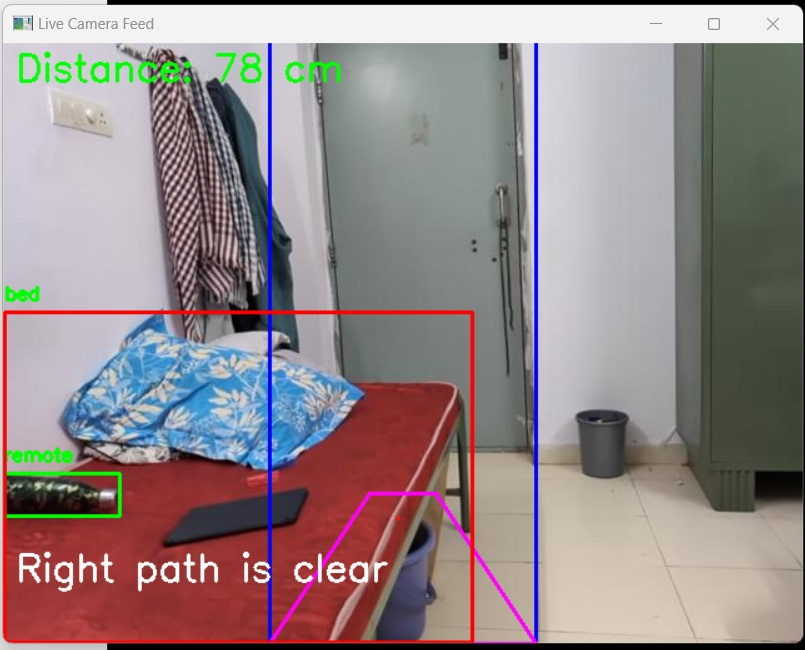 Live Camera Feed
Distance: 78 cm
bed
remote
Right path is clear